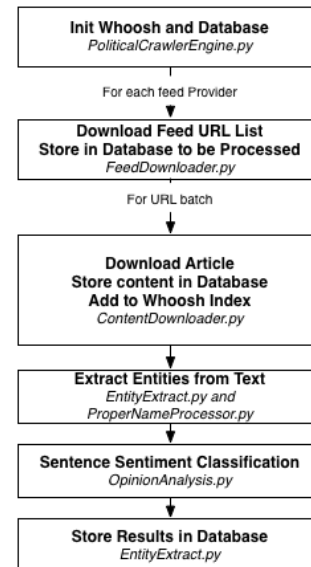 Init Whoosh and Database
PoliticalCrawlerEngine.py
For each feed Provider
Download Feed URL List
Store in Database to be Processed
FeedDownloader.py
For URL batch
Download Article
Store content in Database
Add to Whoosh Index
ContentDownloader.py
Extract Entities from Text
EntityExtract.py and
ProperNameProcessor.py
Sentence Sentiment Classification
OpinionAnalysis.py
Store Results in Database
EntityExtract.py